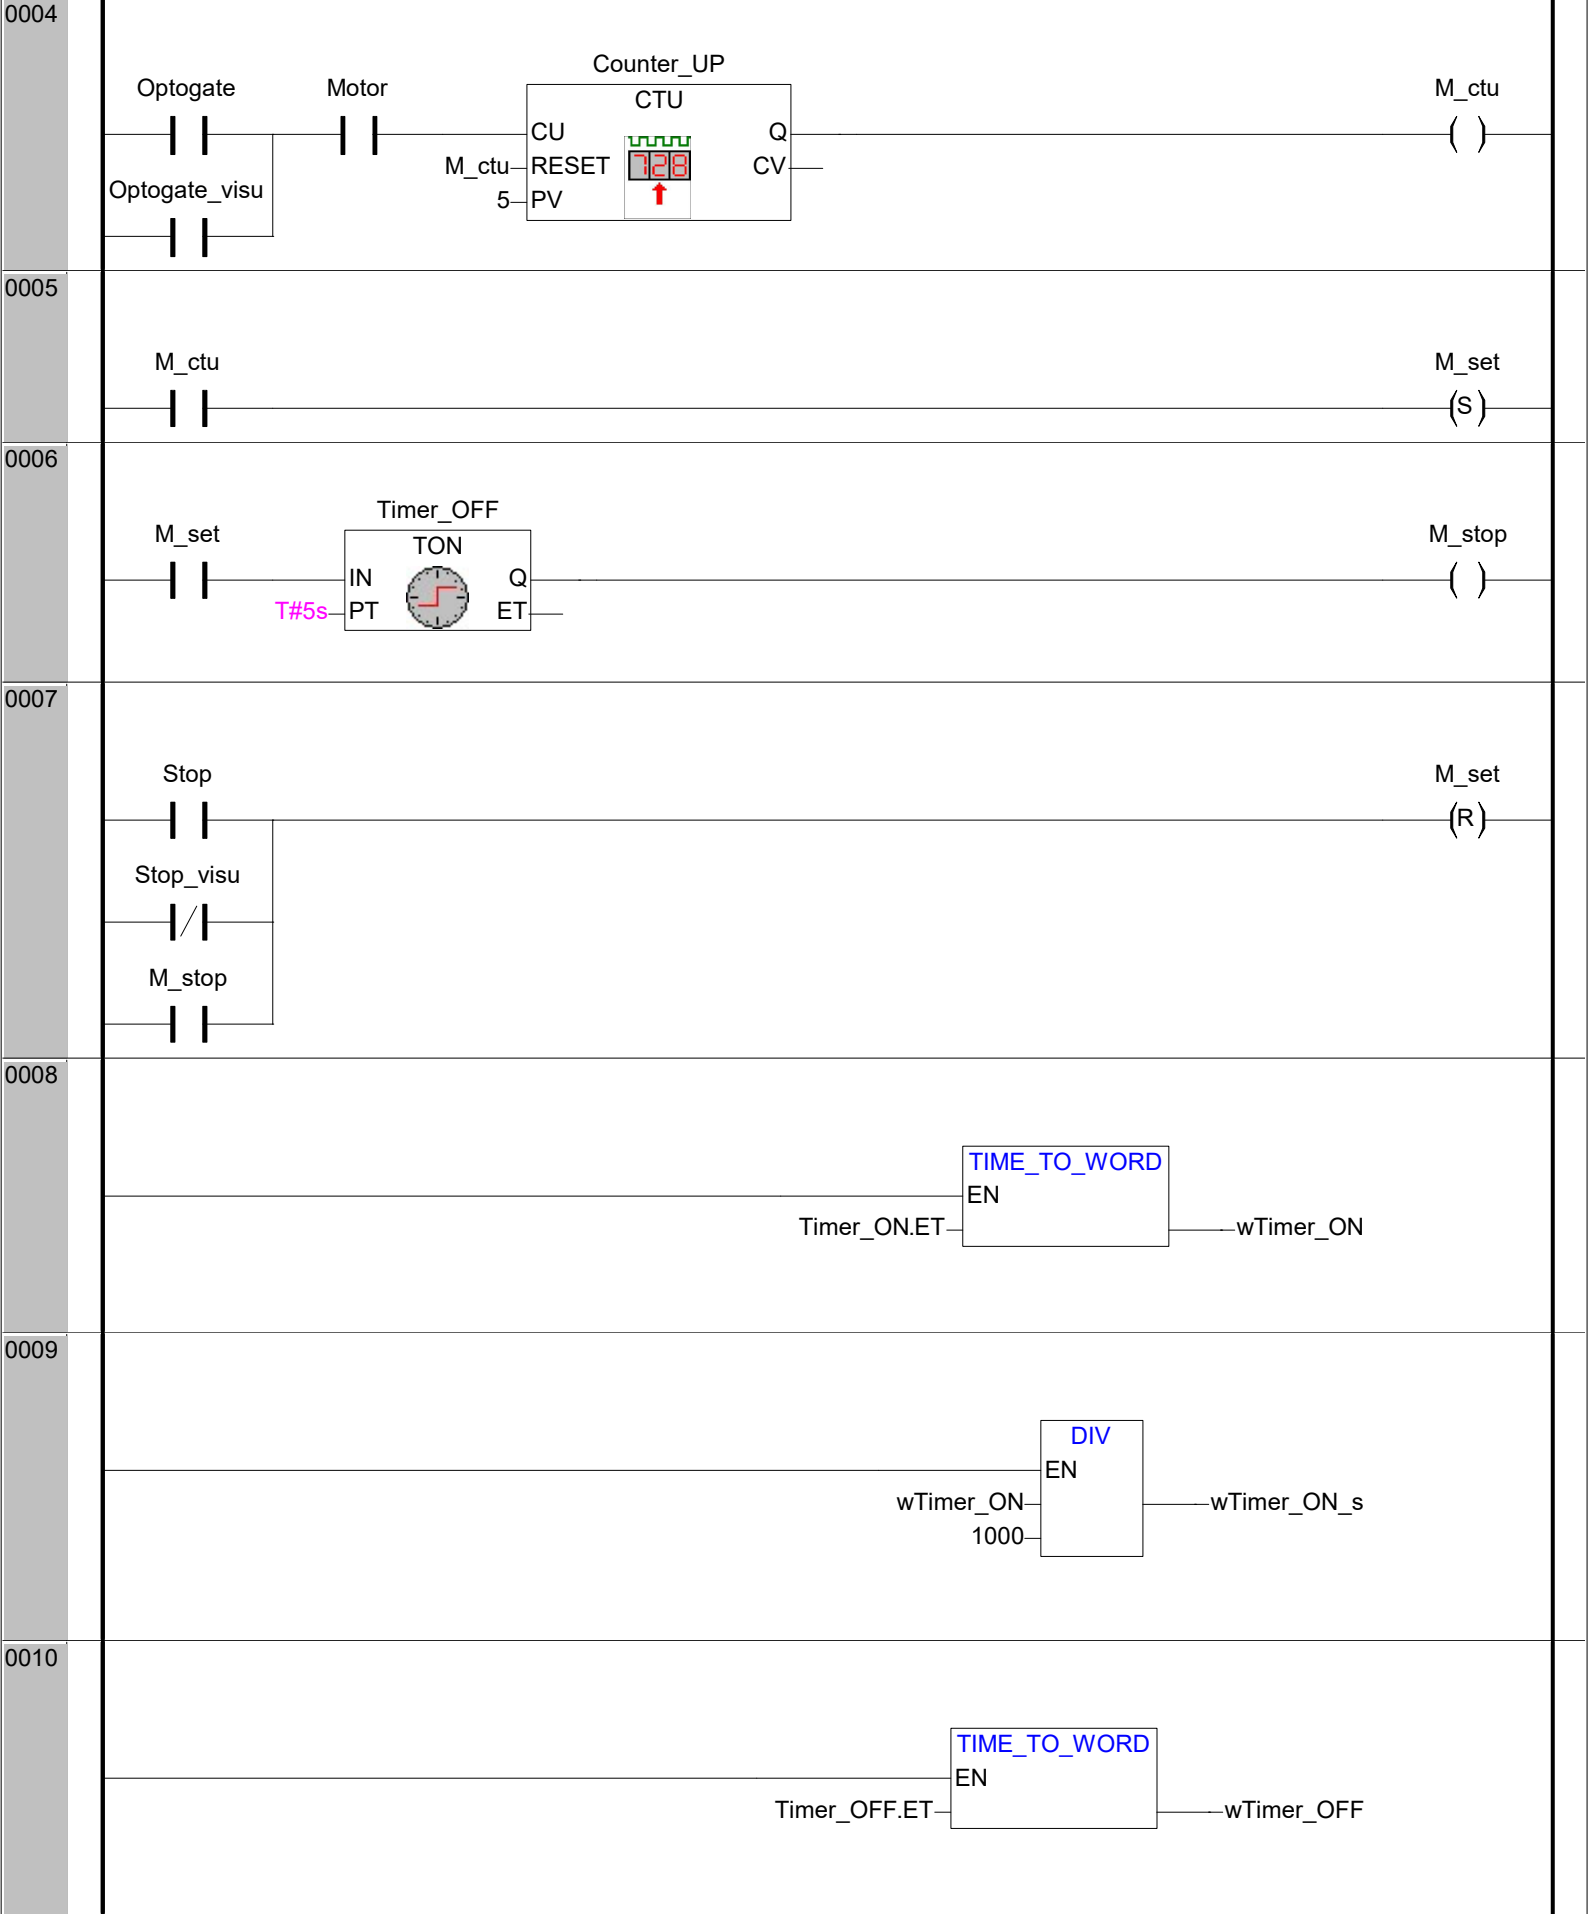 0004
Counter_UP
Optogate Motor CTU M_ctu
CU Q
M_ctu RESET 728 CV
Optogate_visu 5 PV
0005
M_ctu M_set
S
0006
Timer_OFF
M_set TON M_stop
IN Q
T#5s PT ET
0007
Stop M_set
R
Stop_visu
M_stop
0008
TIME_TO_WORD
EN
Timer_ON.ET wTimer_ON
0009
DIV
EN
wTimer_ON wTimer_ON_s
1000
0010
TIME_TO_WORD
EN
Timer_OFF.ET wTimer_OFF